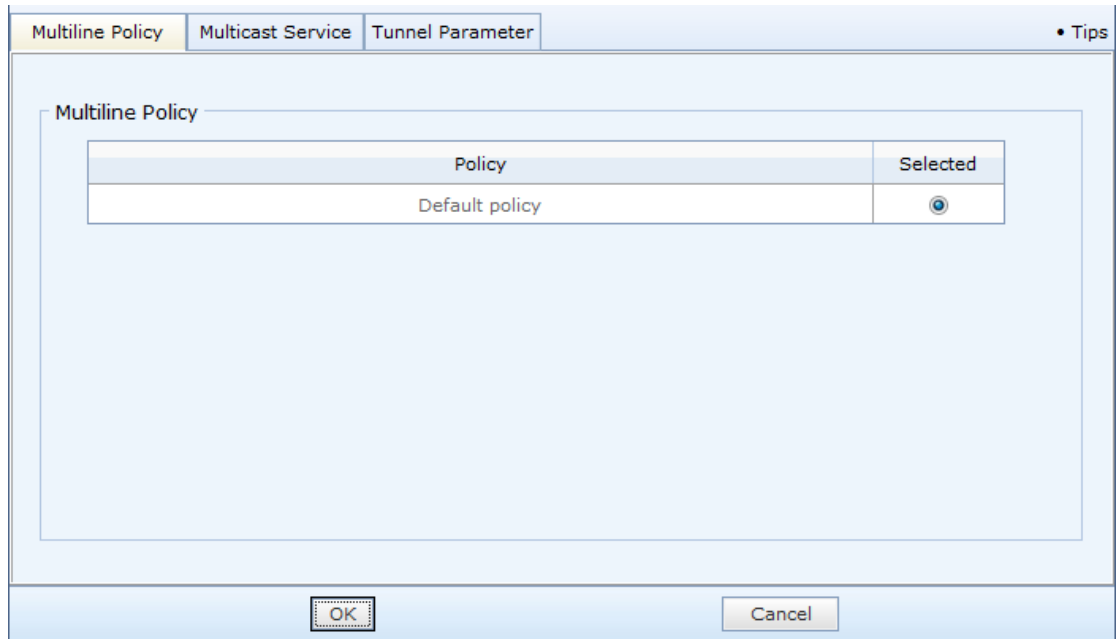 Multiline Policy Multicast Service Tunnel Parameter • Tips
Multiline Policy
Policy Selected
Default policy
OK Cancel